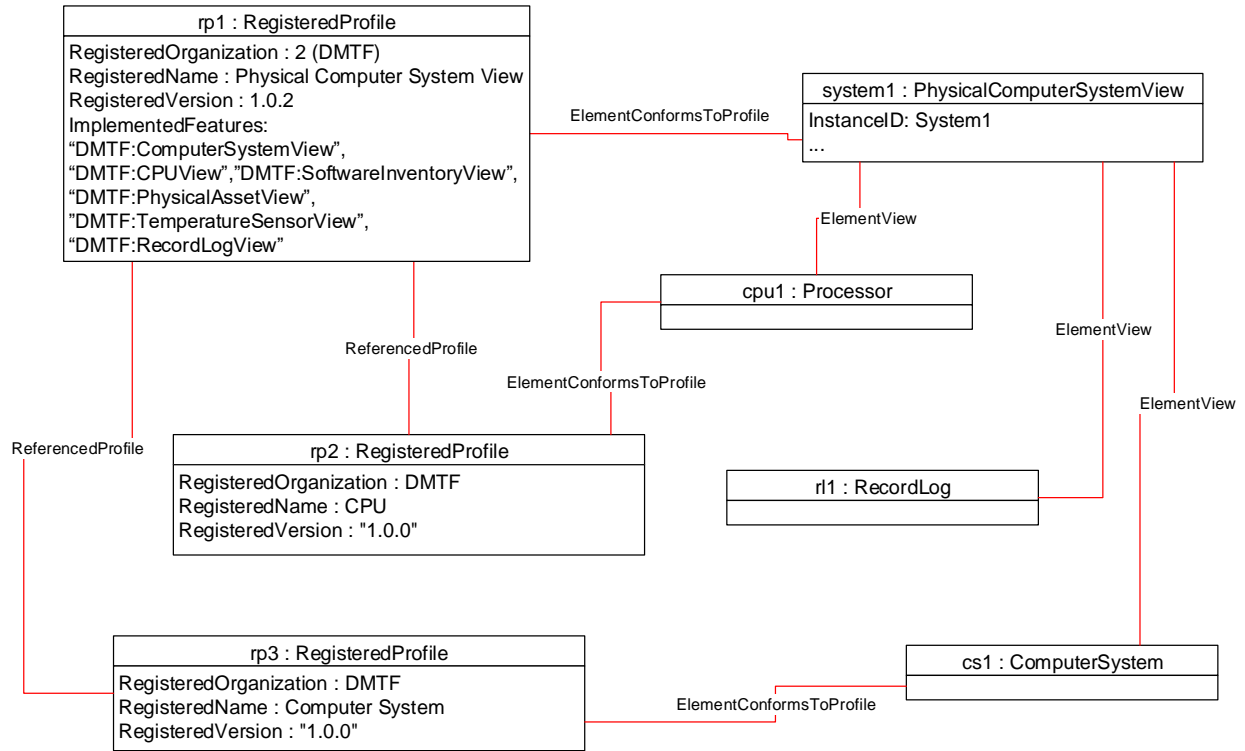 rp1 : RegisteredProfile
RegisteredOrganization : 2 (DMTF)
RegisteredName : Physical Computer System View
RegisteredVersion : 1.0.2
ImplementedFeatures:
“DMTF:ComputerSystemView”,
“DMTF:CPUView”,”DMTF:SoftwareInventoryView”,
“DMTF:PhysicalAssetView”,
”DMTF:TemperatureSensorView”,
“DMTF:RecordLogView”
ElementConformsToProfile
system1 : PhysicalComputerSystemView
InstanceID: System1
...
ElementView
cpu1 : Processor
ElementView
ReferencedProfile
ElementConformsToProfile
ElementView
ReferencedProfile
rp2 : RegisteredProfile
RegisteredOrganization : DMTF
RegisteredName : CPU
RegisteredVersion : "1.0.0"
rl1 : RecordLog
rp3 : RegisteredProfile
RegisteredOrganization : DMTF
RegisteredName : Computer System
RegisteredVersion : "1.0.0"
ElementConformsToProfile
cs1 : ComputerSystem